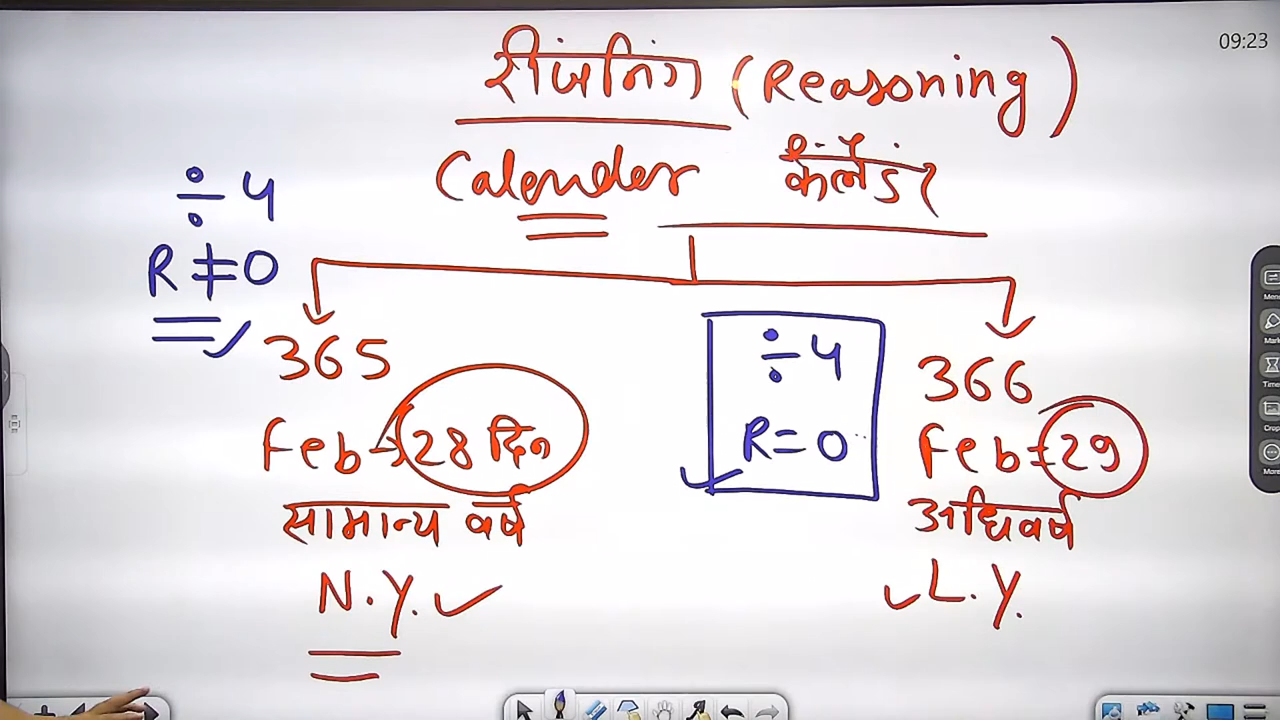 09:23
रीजनिंग (Reasoning)
Calender कैलेंडर
÷ 4
R ≠ 0
365
Feb → 28 दिन
सामान्य वर्ष
N.Y. ✓
÷ 4
R = 0
366
Feb = 29
अधिवर्ष
✓ L.Y.